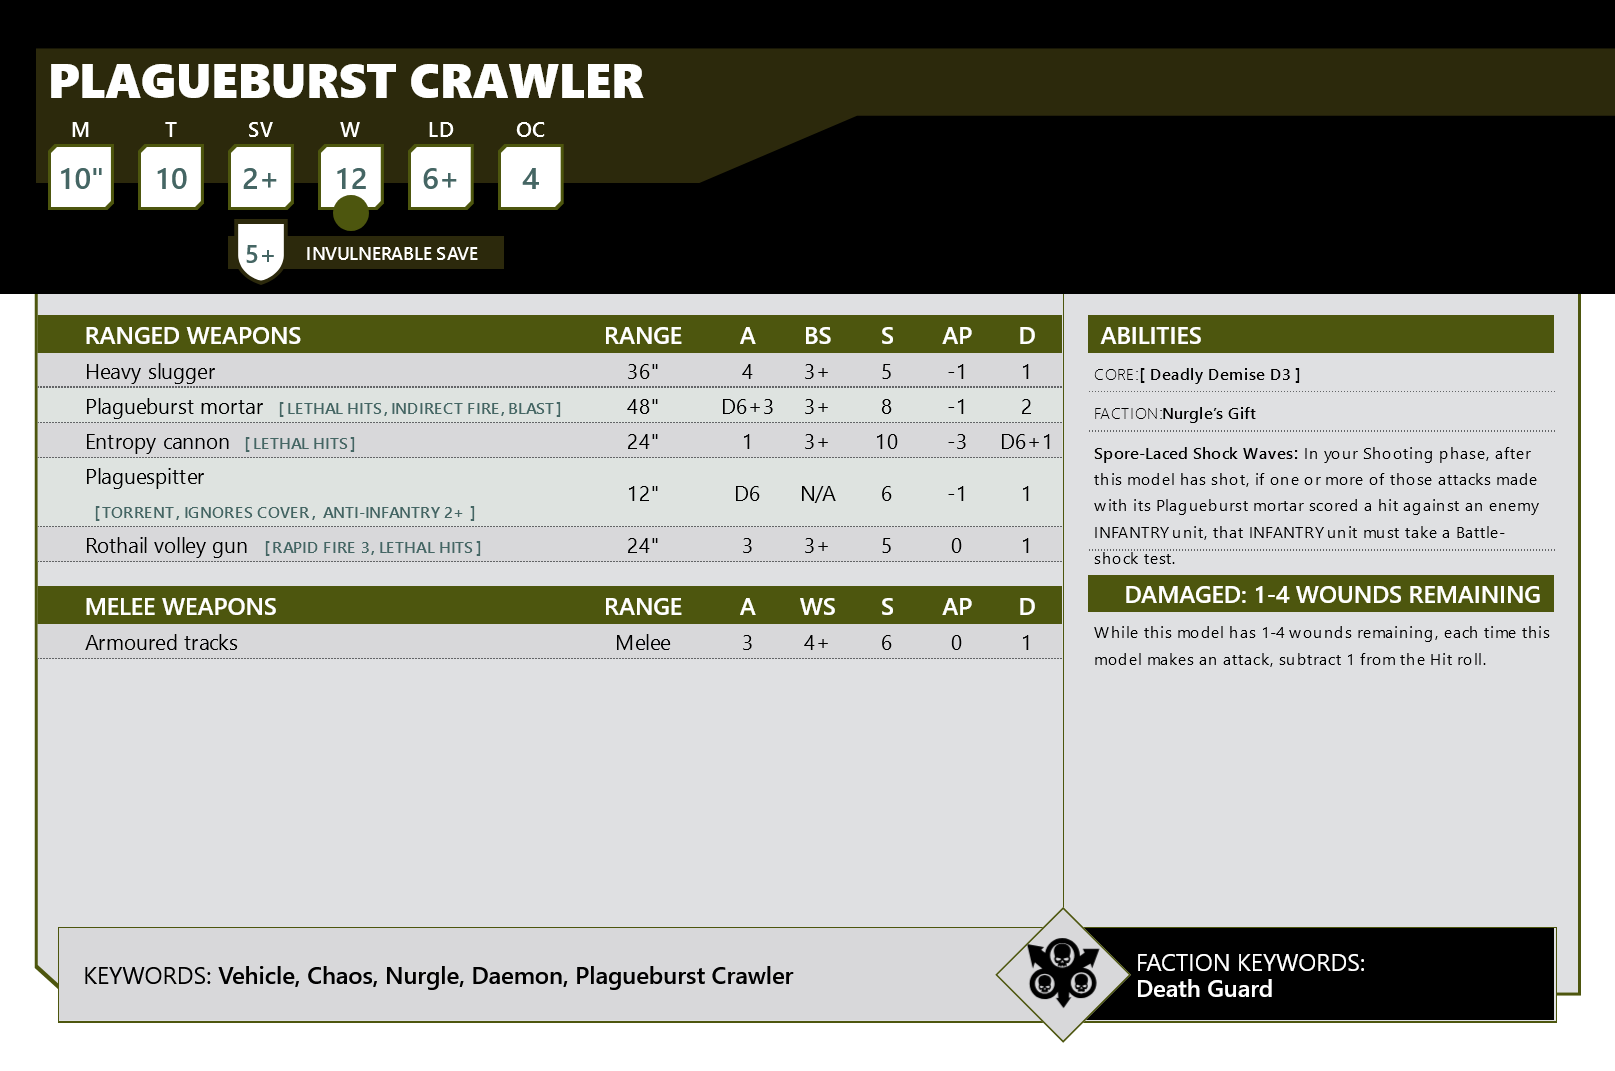 PLAGUEBURST CRAWLER
M T SV W LD OC
10" 10 2+ 12 6+ 4
5+ INVULNERABLE SAVE
RANGED WEAPONS RANGE A BS S AP D
Heavy slugger 36" 4 3+ 5 -1 1
Plagueburst mortar [LETHAL HITS, INDIRECT FIRE, BLAST] 48" D6+3 3+ 8 -1 2
Entropy cannon [LETHAL HITS] 24" 1 3+ 10 -3 D6+1
Plaguespitter
[TORRENT, IGNORES COVER, ANTI-INFANTRY 2+ ] 12" D6 N/A 6 -1 1
Rothail volley gun [RAPID FIRE 3, LETHAL HITS] 24" 3 3+ 5 0 1
MELEE WEAPONS RANGE A WS S AP D
Armoured tracks Melee 3 4+ 6 0 1
ABILITIES
CORE:[ Deadly Demise D3 ]
FACTION:Nurgle’s Gift
Spore-Laced Shock Waves: In your Shooting phase, after
this model has shot, if one or more of those attacks made
with its Plagueburst mortar scored a hit against an enemy
INFANTRY unit, that INFANTRY unit must take a Battle-
shock test.
DAMAGED: 1-4 WOUNDS REMAINING
While this model has 1-4 wounds remaining, each time this
model makes an attack, subtract 1 from the Hit roll.
KEYWORDS: Vehicle, Chaos, Nurgle, Daemon, Plagueburst Crawler
FACTION KEYWORDS:
Death Guard